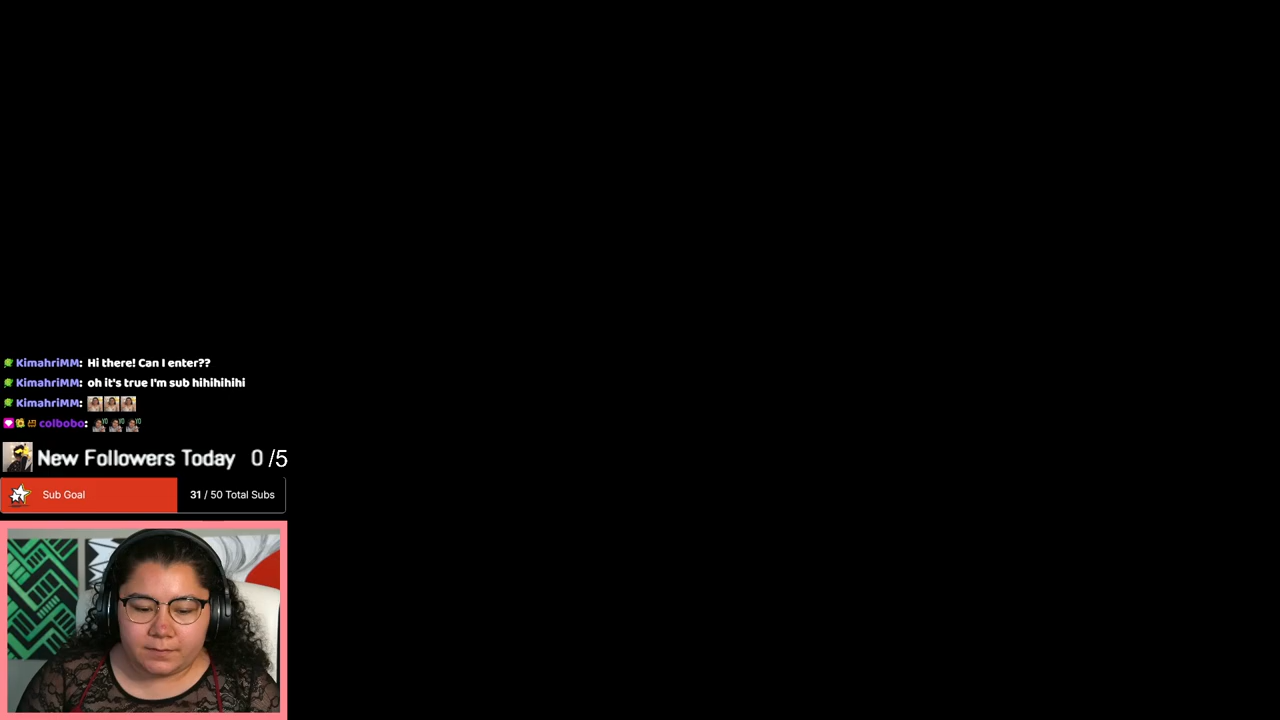 KimahriMM: Hi there! Can I enter??
KimahriMM: oh it's true I'm sub hihihihihi
KimahriMM:
colbobo:
New Followers Today 0 /5
Sub Goal 31 / 50 Total Subs